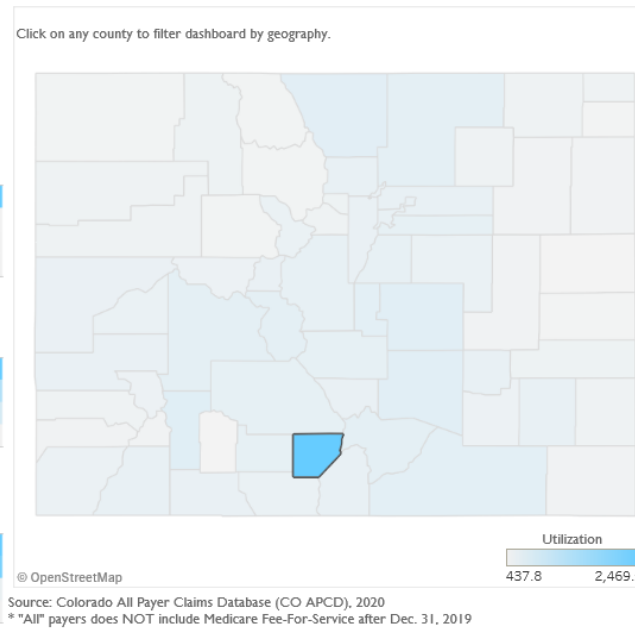 Click on any county to filter dashboard by geography.
Utilization
437.8 2,469.
© OpenStreetMap
Source: Colorado All Payer Claims Database (CO APCD), 2020
* "All" payers does NOT include Medicare Fee-For-Service after Dec. 31, 2019